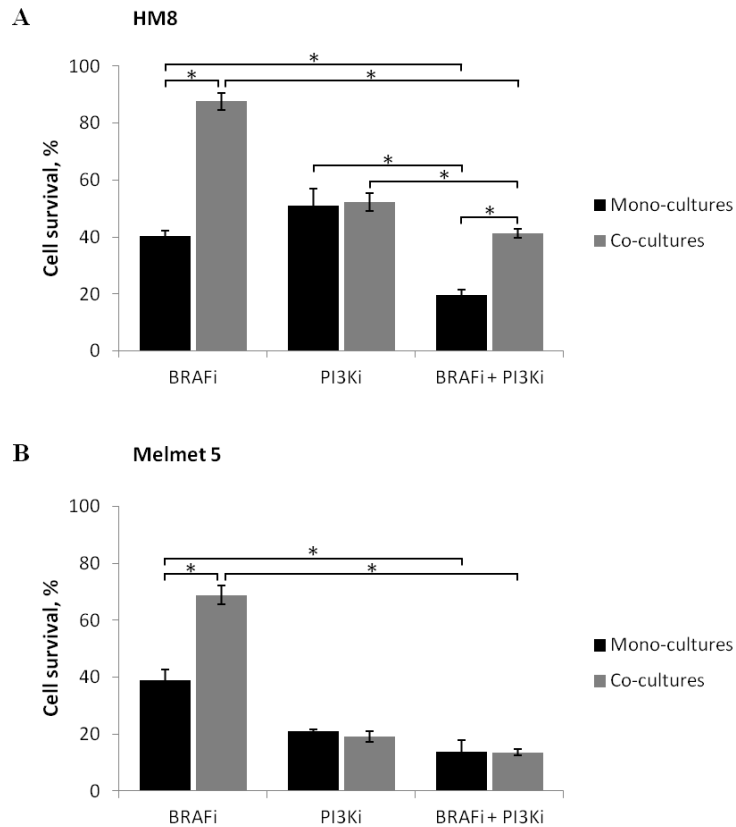 A
HM8
*
*
*
*
*
*
100
80
60
40
20
0
Cell survival, %
BRAFi
PI3Ki
BRAFi + PI3Ki
Mono-cultures
Co-cultures
B
Melmet 5
*
*
*
100
80
60
40
20
0
Cell survival, %
BRAFi
PI3Ki
BRAFi + PI3Ki
Mono-cultures
Co-cultures